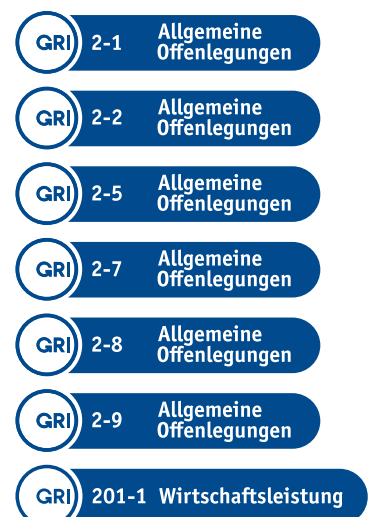 GRI 2-1 Allgemeine
Offenlegungen
GRI 2-2 Allgemeine
Offenlegungen
GRI 2-5 Allgemeine
Offenlegungen
GRI 2-7 Allgemeine
Offenlegungen
GRI 2-8 Allgemeine
Offenlegungen
GRI 2-9 Allgemeine
Offenlegungen
GRI 201-1 Wirtschaftsleistung